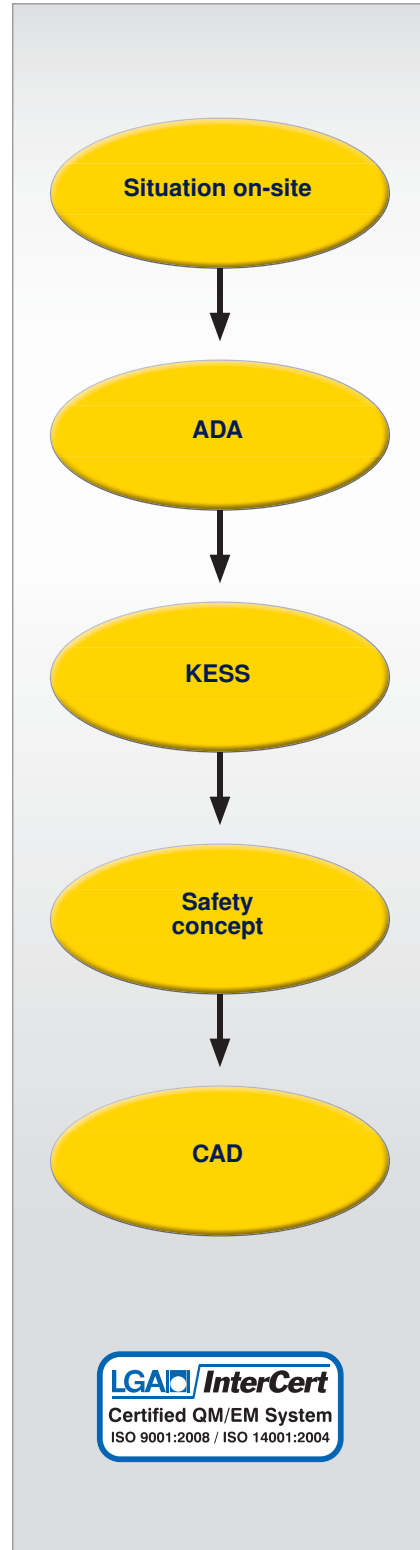 Situation on-site
ADA
KESS
Safety
concept
CAD
LGA InterCert
Certified QM/EM System
ISO 9001:2008 / ISO 14001:2004